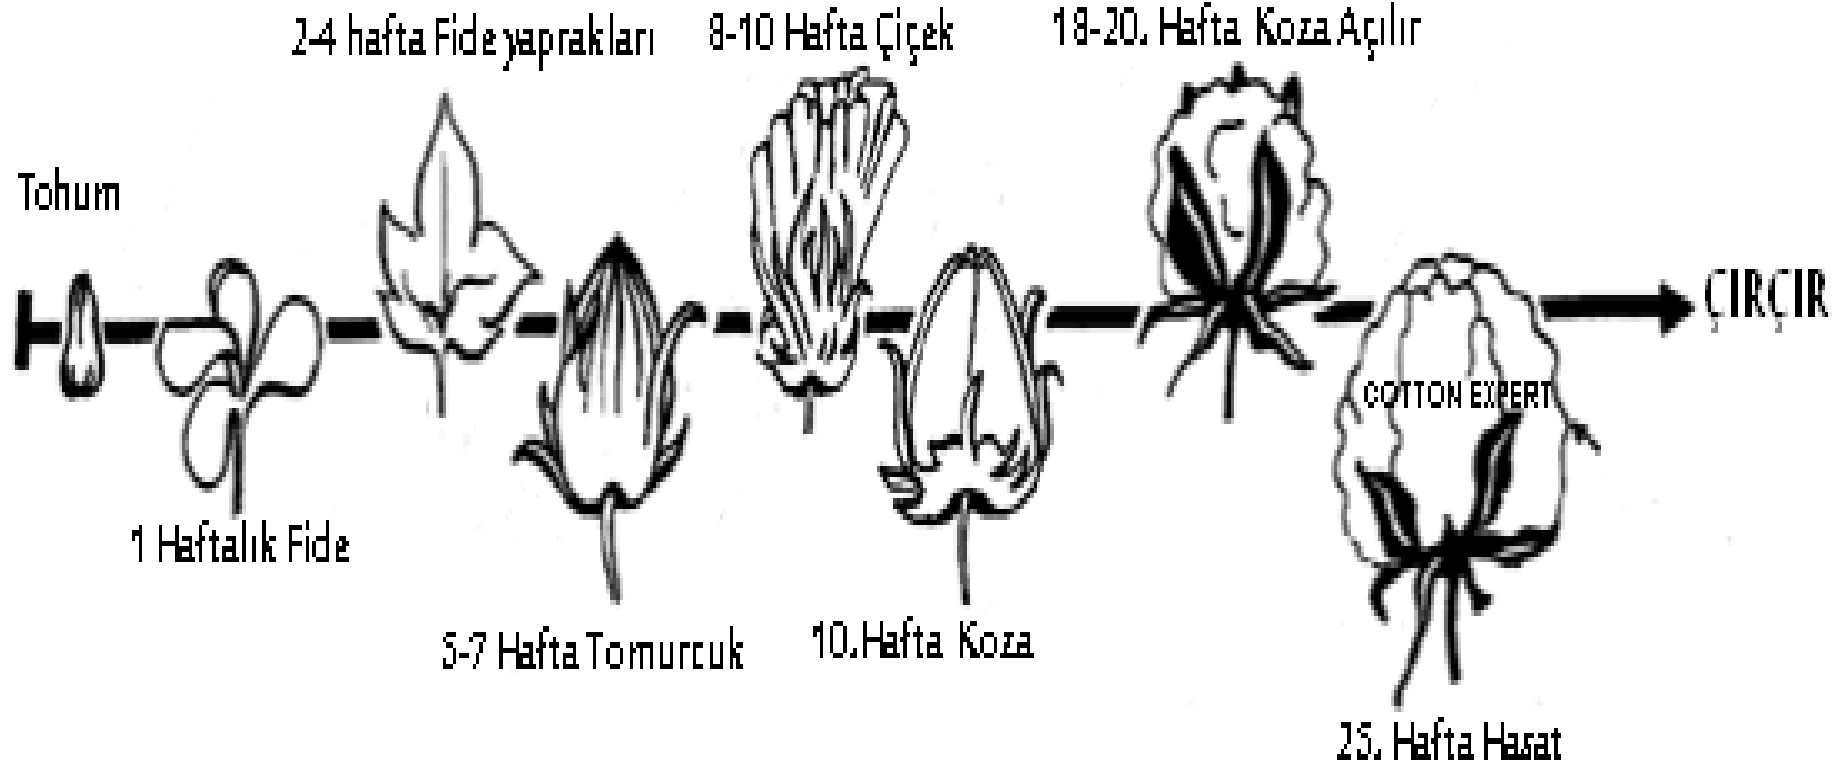 Tohum
1 Haftalık Fide
2-4 hafta Fide yaprakları
5-7 Hafta Tomurcuk
8-10 Hafta Çiçek
10.Hafta Koza
18-20. Hafta Koza Açılır
25. Hafta Hasat
COTTON EXPERT
ÇIRÇIR